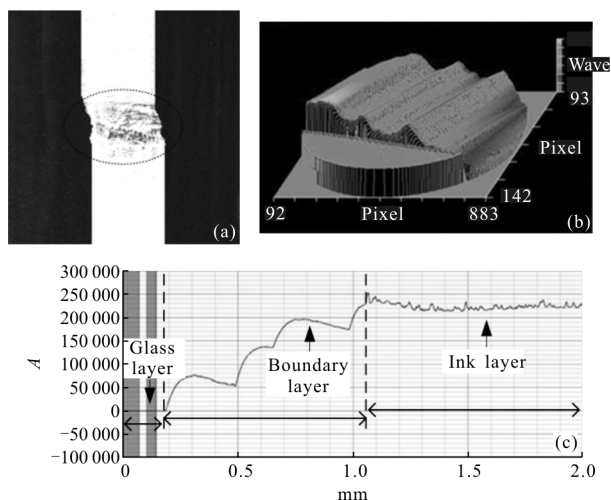 (a)
Wave
93
Pixel
142
92
Pixel
883
(b)
A
300 000
250 000
200 000
150 000
100 000
50 000
0
−50 000
−100 000
Glass
layer
Boundary
layer
Ink layer
(c)
0
0.5
1.0
1.5
2.0
mm